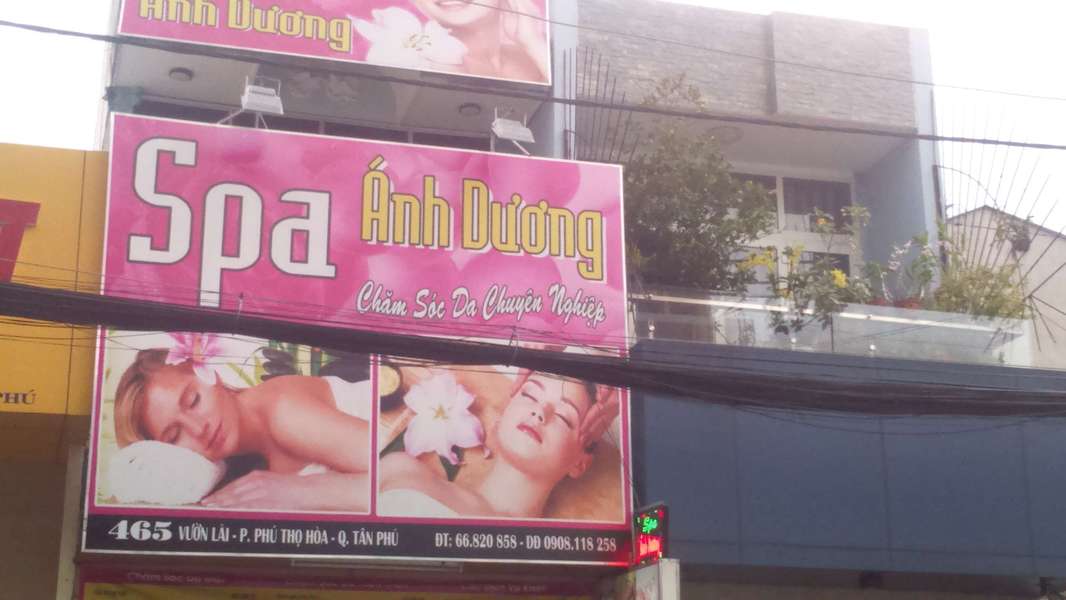 Ánh Dương
Spa
Ánh Dương
Chăm Sóc Da Chuyên Nghiệp
PHÚ
465 VƯỜN LÀI - P. PHÚ THỌ HÒA - Q. TÂN PHÚ
ĐT: 66.820 858 - DĐ 0908.118 258
Spa